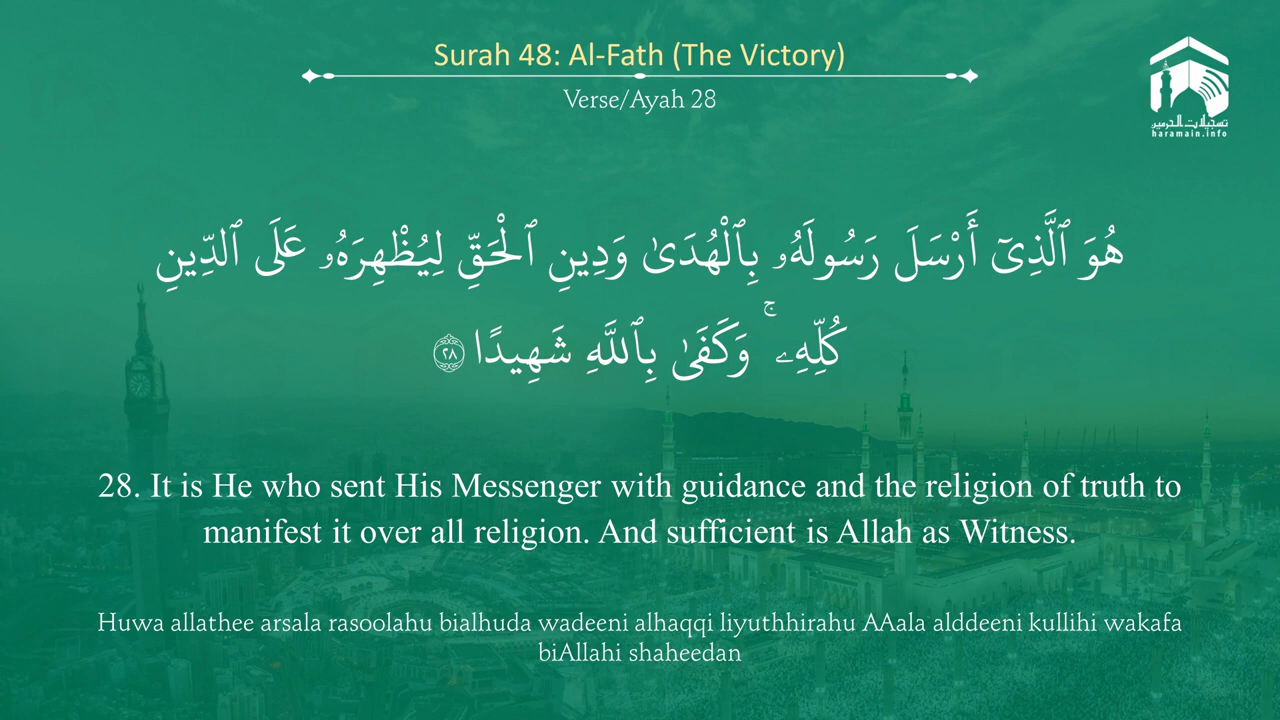 Surah 48: Al-Fath (The Victory)
Verse/Ayah 28
تسجيلات الحرمين
haramain.info
هُوَ ٱلَّذِىٓ أَرْسَلَ رَسُولَهُۥ بِٱلْهُدَىٰ وَدِينِ ٱلْحَقِّ لِيُظْهِرَهُۥ عَلَى ٱلدِّينِ
كُلِّهِۦ ۚ وَكَفَىٰ بِٱللَّهِ شَهِيدًا ٢٨
28. It is He who sent His Messenger with guidance and the religion of truth to
manifest it over all religion. And sufficient is Allah as Witness.
Huwa allathee arsala rasoolahu bialhuda wadeeni alhaqqi liyuthhirahu AAala alddeeni kullihi wakafa
biAllahi shaheedan